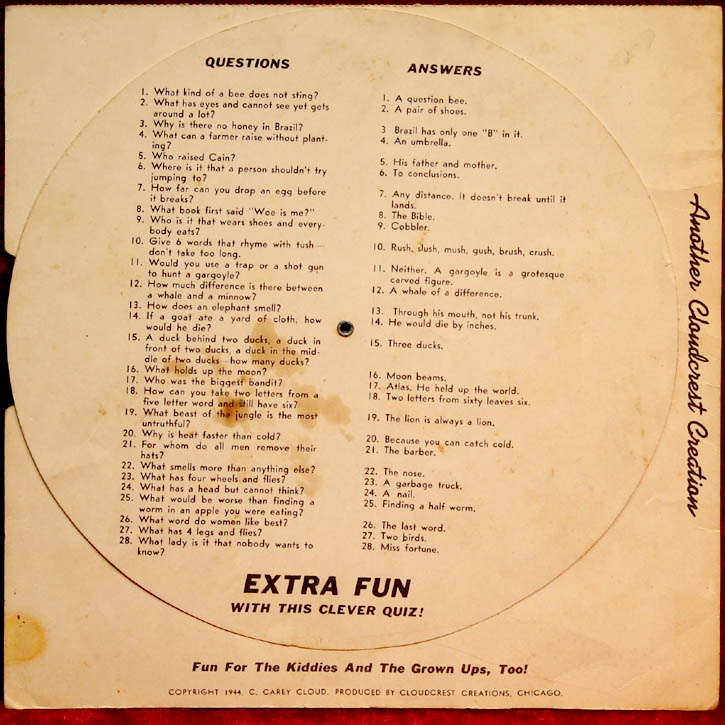 QUESTIONS
1. What kind of a bee does not sting?
2. What has eyes and cannot see yet gets
around a lot?
3. Why is there no honey in Brazil?
4. What can a farmer raise without plant-
ing?
5. Who raised Cain?
6. Where is it that a person shouldn't try
jumping to?
7. How far can you drop an egg before
it breaks?
8. What book first said "Woe is me?"
9. Who is it that wears shoes and every-
body eats?
10. Give 6 words that rhyme with tush—
don't take too long.
11. Would you use a trap or a shot gun
to hunt a gargoyle?
12. How much difference is there between
a whale and a minnow?
13. How does an elephant smell?
14. If a goat ate a yard of cloth, how
would he die?
15. A duck behind two ducks, a duck in
front of two ducks, a duck in the mid-
dle of two ducks—how many ducks?
16. What holds up the moon?
17. Who was the biggest bandit?
18. How can you take two letters from a
five letter word and still have six?
19. What beast of the jungle is the most
untruthful?
20. Why is heat faster than cold?
21. For whom do all men remove their
hats?
22. What smells more than anything else?
23. What has four wheels and flies?
24. What has a head but cannot think?
25. What would be worse than finding a
worm in an apple you were eating?
26. What word do women like best?
27. What has 4 legs and flies?
28. What lady is it that nobody wants to
know?
ANSWERS
1. A question bee.
2. A pair of shoes.
3 Brazil has only one "B" in it.
4. An umbrella.
5. His father and mother.
6. To conclusions.
7. Any distance. It doesn't break until it
lands.
8. The Bible.
9. Cobbler.
10. Rush, slush, mush, gush, brush, crush.
11. Neither. A gargoyle is a grotesque
carved figure.
12. A whale of a difference.
13. Through his mouth, not his trunk.
14. He would die by inches.
15. Three ducks.
16. Moon beams.
17. Atlas. He held up the world.
18. Two letters from sixty leaves six.
19. The lion is always a lion.
20. Because you can catch cold.
21. The barber.
22. The nose.
23. A garbage truck.
24. A nail.
25. Finding a half worm.
26. The last word.
27. Two birds.
28. Miss fortune.
EXTRA FUN
WITH THIS CLEVER QUIZ!
Fun For The Kiddies And The Grown Ups, Too!
COPYRIGHT 1944, C. CAREY CLOUD. PRODUCED BY CLOUDCREST CREATIONS, CHICAGO.
Another Cloudcrest Creation